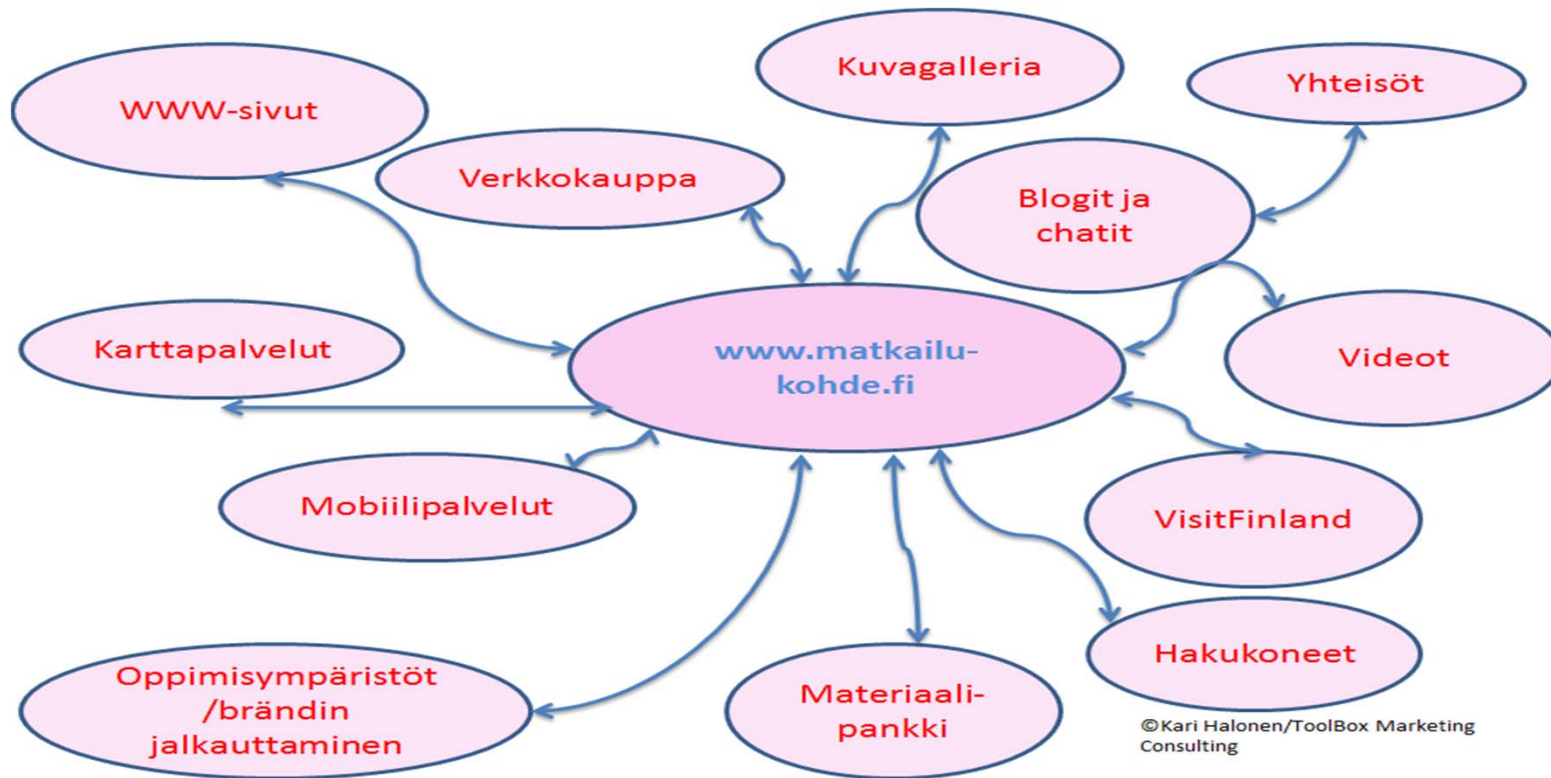 Kuvagalleria
Yhteisöt
WWW-sivut
Verkkokauppa
Blogit ja
chatit
Karttapalvelut
www.matkailu-
kohde.fi
Videot
Mobiilipalvelut
VisitFinland
Hakukoneet
Oppimisympäristöt
/brändin
jalkauttaminen
Materiaali-
pankki
©Kari Halonen/ToolBox Marketing
Consulting